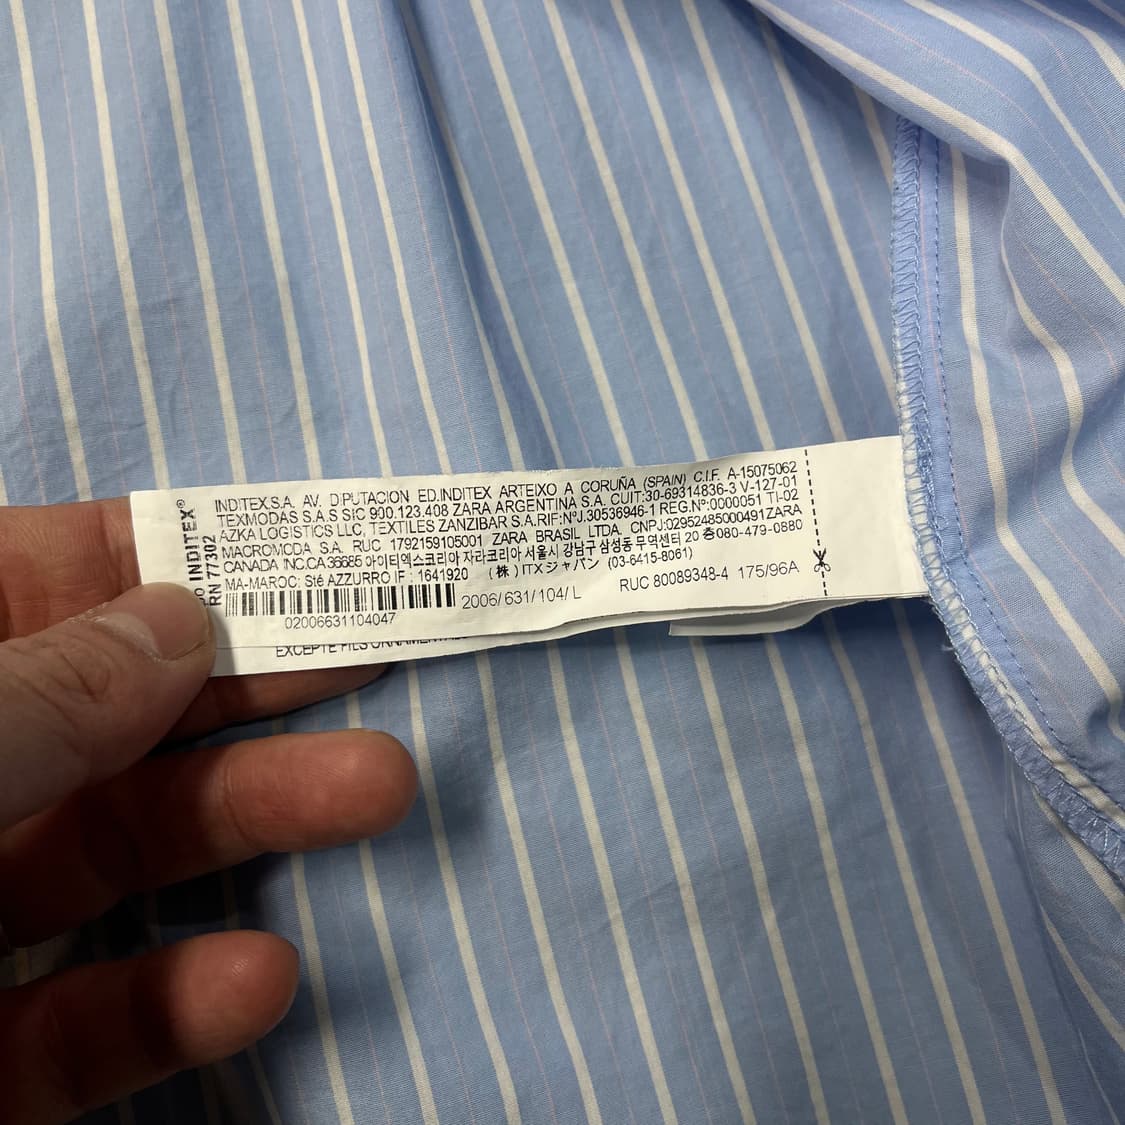 INDITEX®
RN 77302
INDITEX.S.A. AV. DIPUTACION ED.INDITEX ARTEIXO A CORUÑA (SPAIN) C.I.F. A-15075062
TEXMODAS S.A.S SIC 900.123.408 ZARA ARGENTINA S.A. CUIT:30-69314836-3 V-127-01
AZKA LOGISTICS LLC, TEXTILES ZANZIBAR S.A.RIF:NºJ.30536946-1 REG.Nº:0000051 TI-02
MACROMODA S.A. RUC 1792159105001 ZARA BRASIL LTDA. CNPJ:02952485000491ZARA
CANADA INC.CA 36685 아이티엑스코리아 자라코리아 서울시 강남구 삼성동 무역센터 20 층080-479-0880
MA-MAROC: Sté AZZURRO IF : 1641920 (株)ITXジャパン (03-6415-8061)
2006/631/104/L RUC 80089348-4 175/96A
02006631104047
EXCEPTE FILS